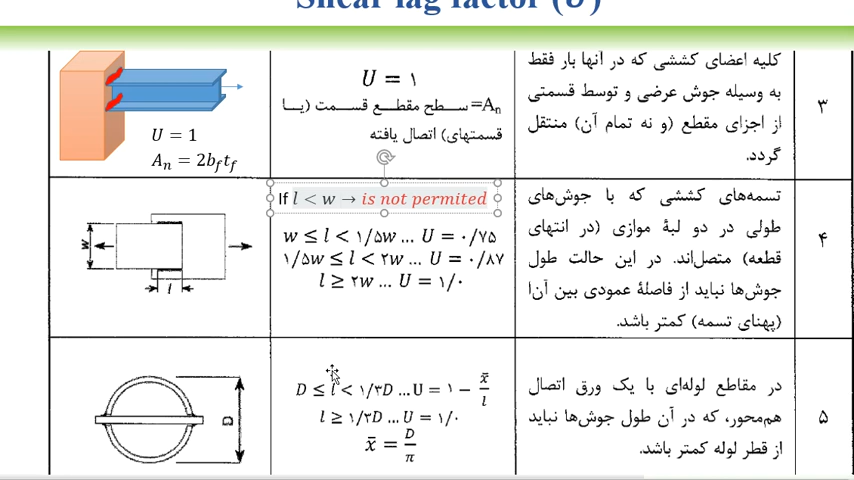 Shear lag factor (U)
کلیه اعضای کششی که در آنها بار فقط
به وسیله جوش عرضی و توسط قسمتی
از اجزای مقطع (و نه تمام آن) منتقل
گردد.
۳
U = ۱
Aₙ= سطح مقطع قسمت (یا
قسمتهای) اتصال یافته
U = 1
Aₙ = 2b_f t_f
تسمه‌های کششی که با جوش‌های
طولی در دو لبهٔ موازی (در انتهای
قطعه) متصل‌اند. در این حالت طول
جوش‌ها نباید از فاصلهٔ عمودی بین آن‌ا
(پهنای تسمه) کمتر باشد.
۴
If l < w → is not permited
w ≤ l < ۱/۵w ... U = ۰/۷۵
۱/۵w ≤ l < ۲w ... U = ۰/۸۷
l ≥ ۲w ... U = ۱/۰
w
l
در مقاطع لوله‌ای با یک ورق اتصال
هم‌محور، که در آن طول جوش‌ها نباید
از قطر لوله کمتر باشد.
۵
D ≤ l < ۱/۳D ...U = ۱ − x̄/l
l ≥ ۱/۳D ... U = ۱/۰
x̄ = D/π
D